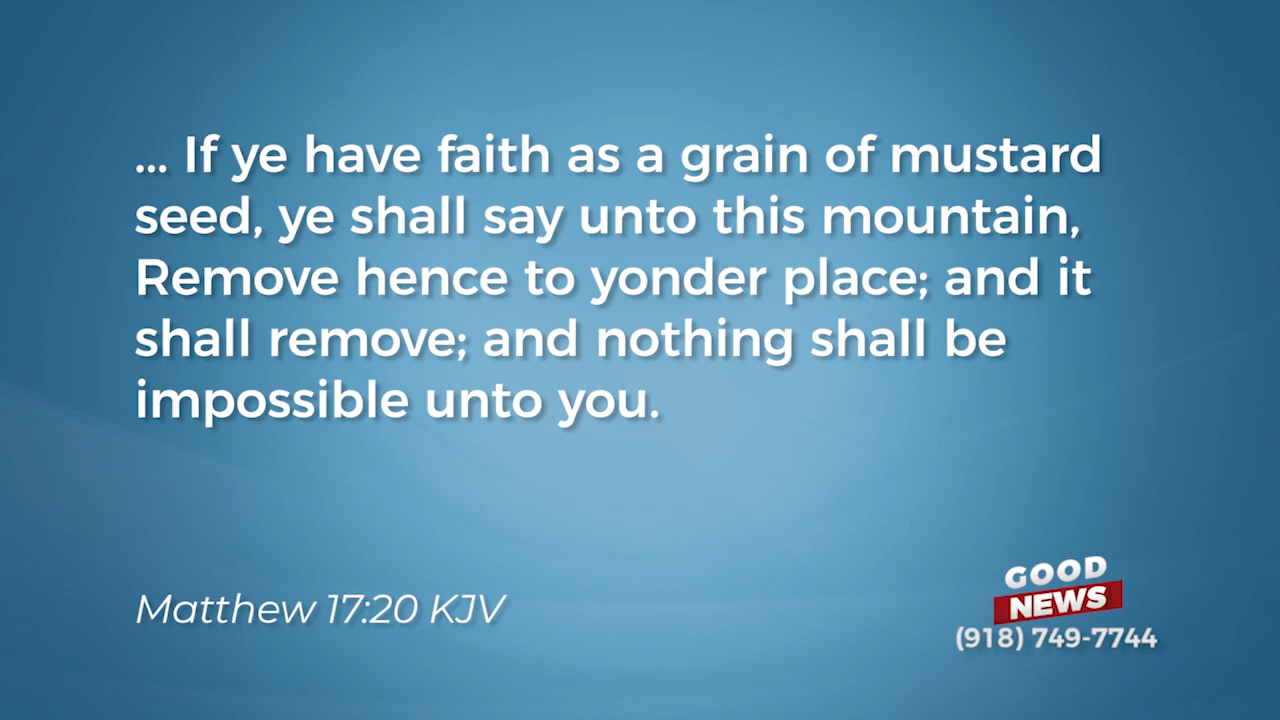 ... If ye have faith as a grain of mustard
seed, ye shall say unto this mountain,
Remove hence to yonder place; and it
shall remove; and nothing shall be
impossible unto you.
Matthew 17:20 KJV
GOOD
NEWS
(918) 749-7744